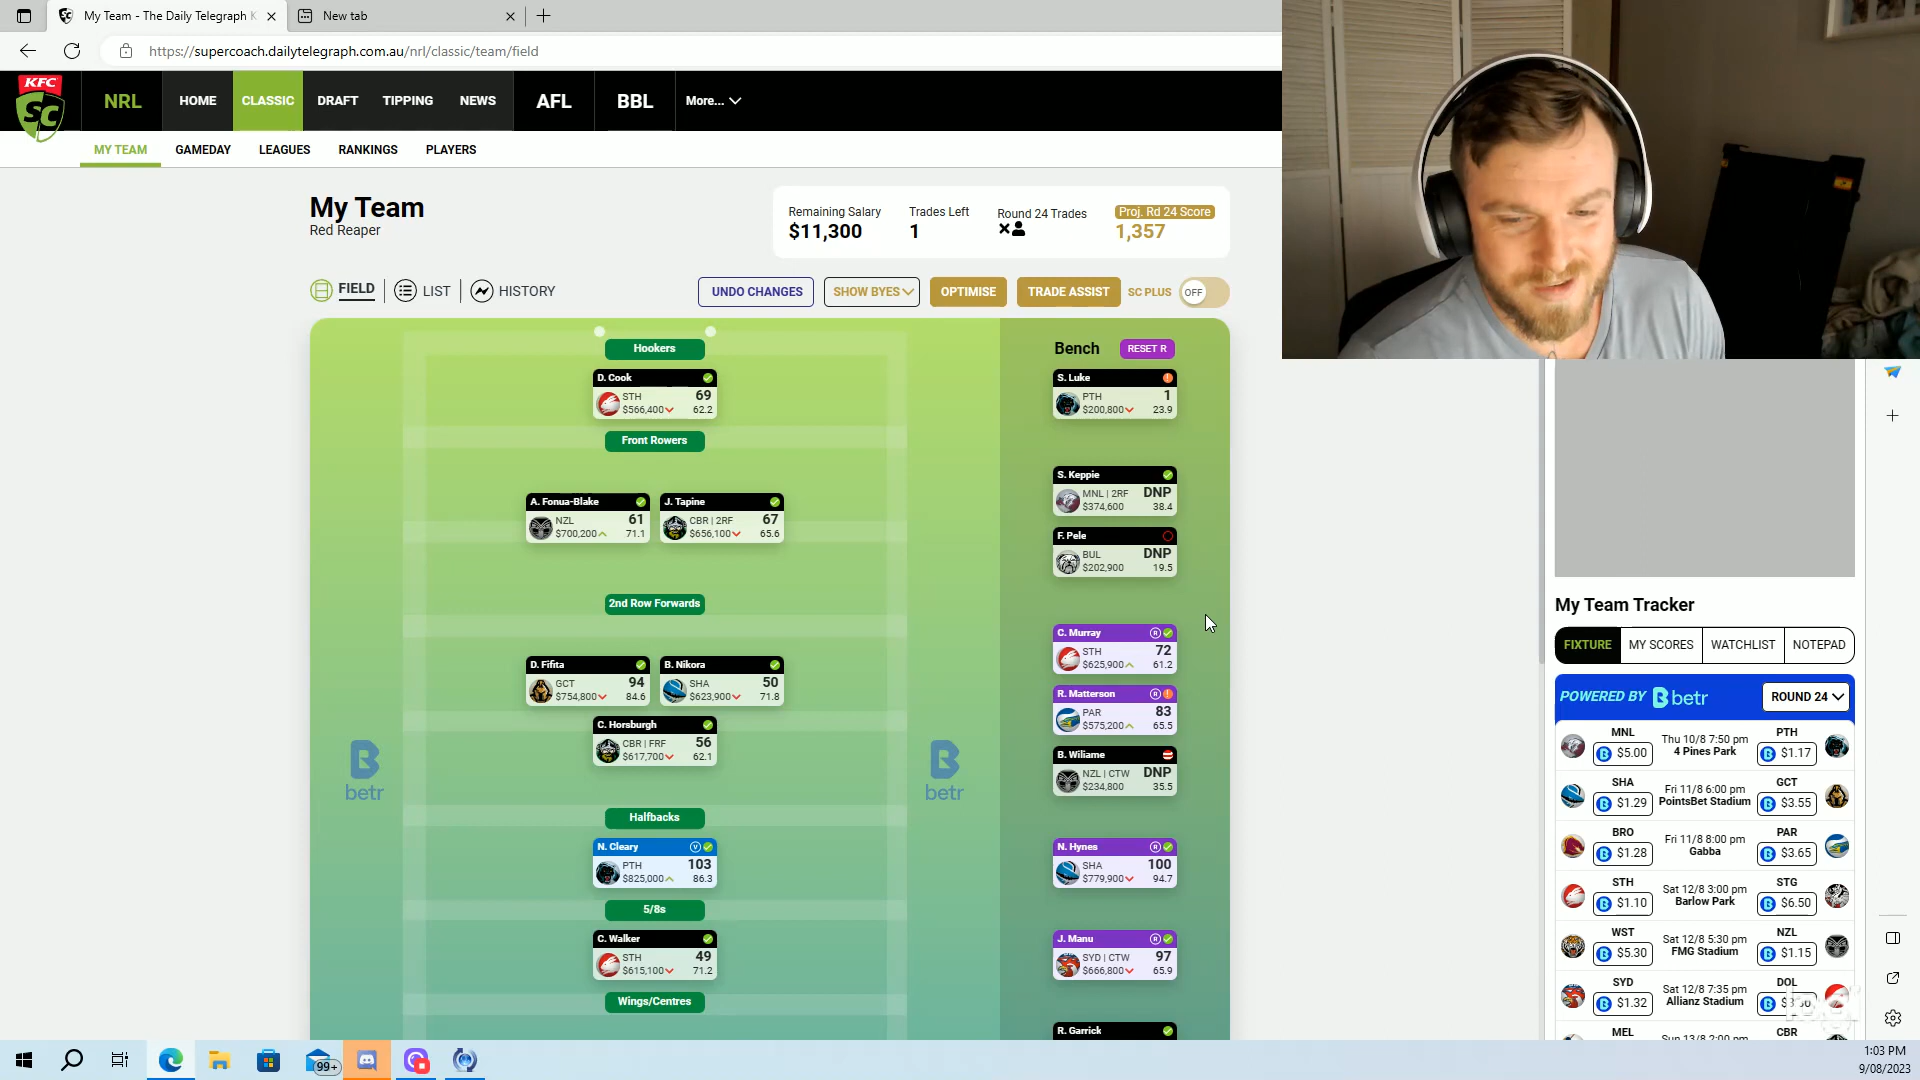 My Team - The Daily Telegraph K
New tab
https://supercoach.dailytelegraph.com.au/nrl/classic/team/field
KFC
SC
NRL
HOME
CLASSIC
DRAFT
TIPPING
NEWS
AFL
BBL
More...
MY TEAM
GAMEDAY
LEAGUES
RANKINGS
PLAYERS
My Team
Red Reaper
Remaining Salary
$11,300
Trades Left
1
Round 24 Trades
Proj. Rd 24 Score
1,357
FIELD
LIST
HISTORY
UNDO CHANGES
SHOW BYES
OPTIMISE
TRADE ASSIST
SC PLUS
OFF
Hookers
D. Cook
STH 69
$566,400 62.2
Front Rowers
A. Fonua-Blake
NZL 61
$700,200 71.1
J. Tapine
CBR | 2RF 67
$656,100 65.6
2nd Row Forwards
D. Fifita
GCT 94
$754,800 84.6
B. Nikora
SHA 50
$623,900 71.8
C. Horsburgh
CBR | FRF 56
$617,700 62.1
B
betr
B
betr
Halfbacks
N. Cleary V
PTH 103
$825,000 86.3
5/8s
C. Walker
STH 49
$615,100 71.2
Wings/Centres
Bench
RESET R
S. Luke
PTH 1
$200,800 23.9
S. Keppie
MNL | 2RF DNP
$374,600 38.4
F. Pele
BUL DNP
$202,900 19.5
C. Murray R
STH 72
$625,900 61.2
R. Matterson R
PAR 83
$575,200 65.5
B. Wiliame
NZL | CTW DNP
$234,800 35.5
N. Hynes R
SHA 100
$779,900 94.7
J. Manu R
SYD | CTW 97
$666,800 65.9
R. Garrick
My Team Tracker
FIXTURE
MY SCORES
WATCHLIST
NOTEPAD
POWERED BY betr
ROUND 24
MNL Thu 10/8 7:50 pm PTH
$5.00 4 Pines Park $1.17
SHA Fri 11/8 6:00 pm GCT
$1.29 PointsBet Stadium $3.55
BRO Fri 11/8 8:00 pm PAR
$1.28 Gabba $3.65
STH Sat 12/8 3:00 pm STG
$1.10 Barlow Park $6.50
WST Sat 12/8 5:30 pm NZL
$5.30 FMG Stadium $1.15
SYD Sat 12/8 7:35 pm DOL
$1.32 Allianz Stadium
MEL Sun 13/8 2:00 pm CBR
99+
1:03 PM
9/08/2023